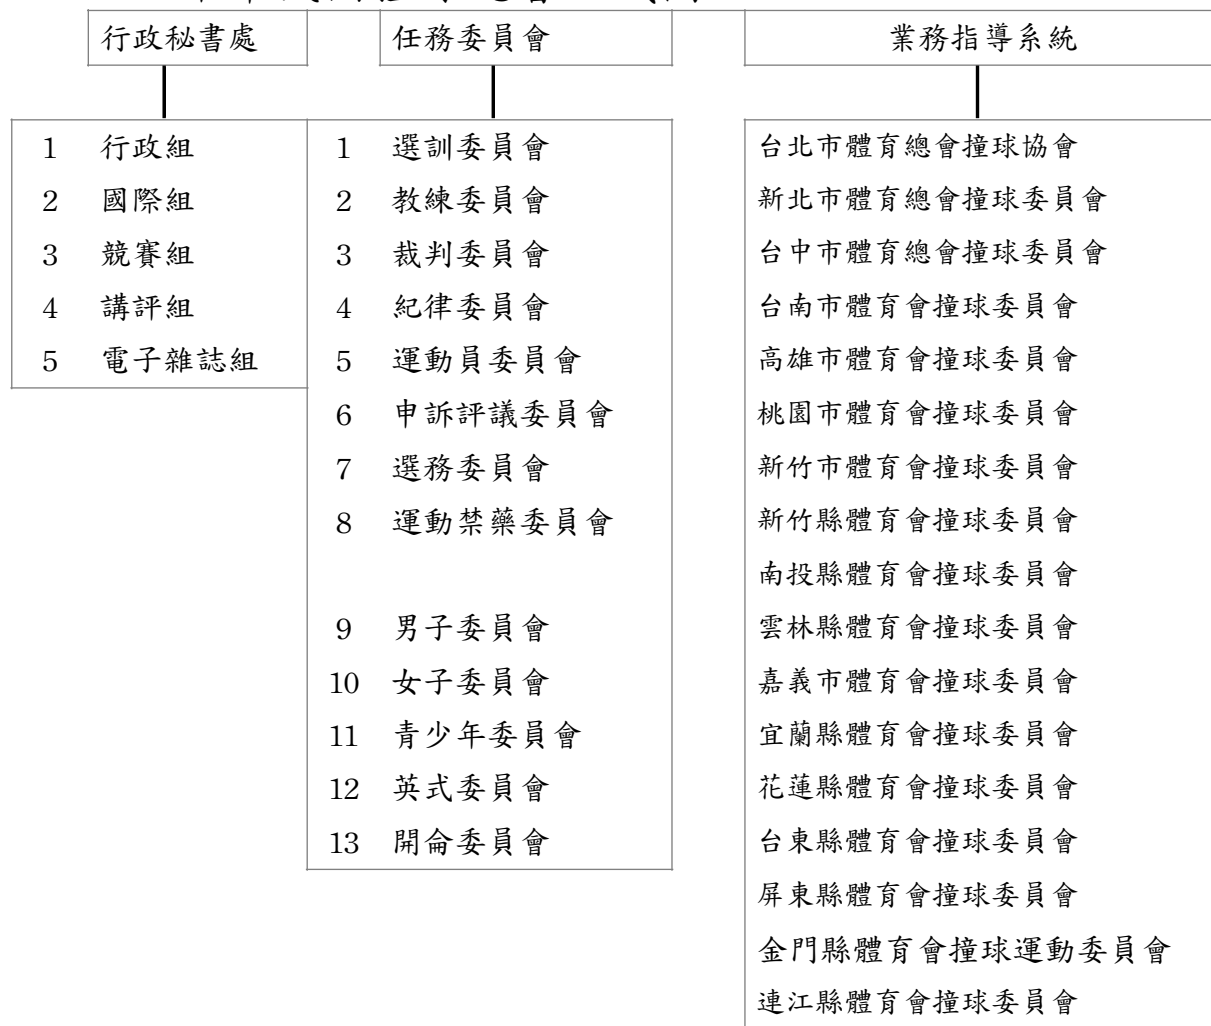 行政秘書處
1 行政組
2 國際組
3 競賽組
4 講評組
5 電子雜誌組
任務委員會
1 選訓委員會
2 教練委員會
3 裁判委員會
4 紀律委員會
5 運動員委員會
6 申訴評議委員會
7 選務委員會
8 運動禁藥委員會
9 男子委員會
10 女子委員會
11 青少年委員會
12 英式委員會
13 開侖委員會
業務指導系統
台北市體育總會撞球協會
新北市體育總會撞球委員會
台中市體育總會撞球委員會
台南市體育會撞球委員會
高雄市體育會撞球委員會
桃園市體育會撞球委員會
新竹市體育會撞球委員會
新竹縣體育會撞球委員會
南投縣體育會撞球委員會
雲林縣體育會撞球委員會
嘉義市體育會撞球委員會
宜蘭縣體育會撞球委員會
花蓮縣體育會撞球委員會
台東縣體育會撞球委員會
屏東縣體育會撞球委員會
金門縣體育會撞球運動委員會
連江縣體育會撞球委員會